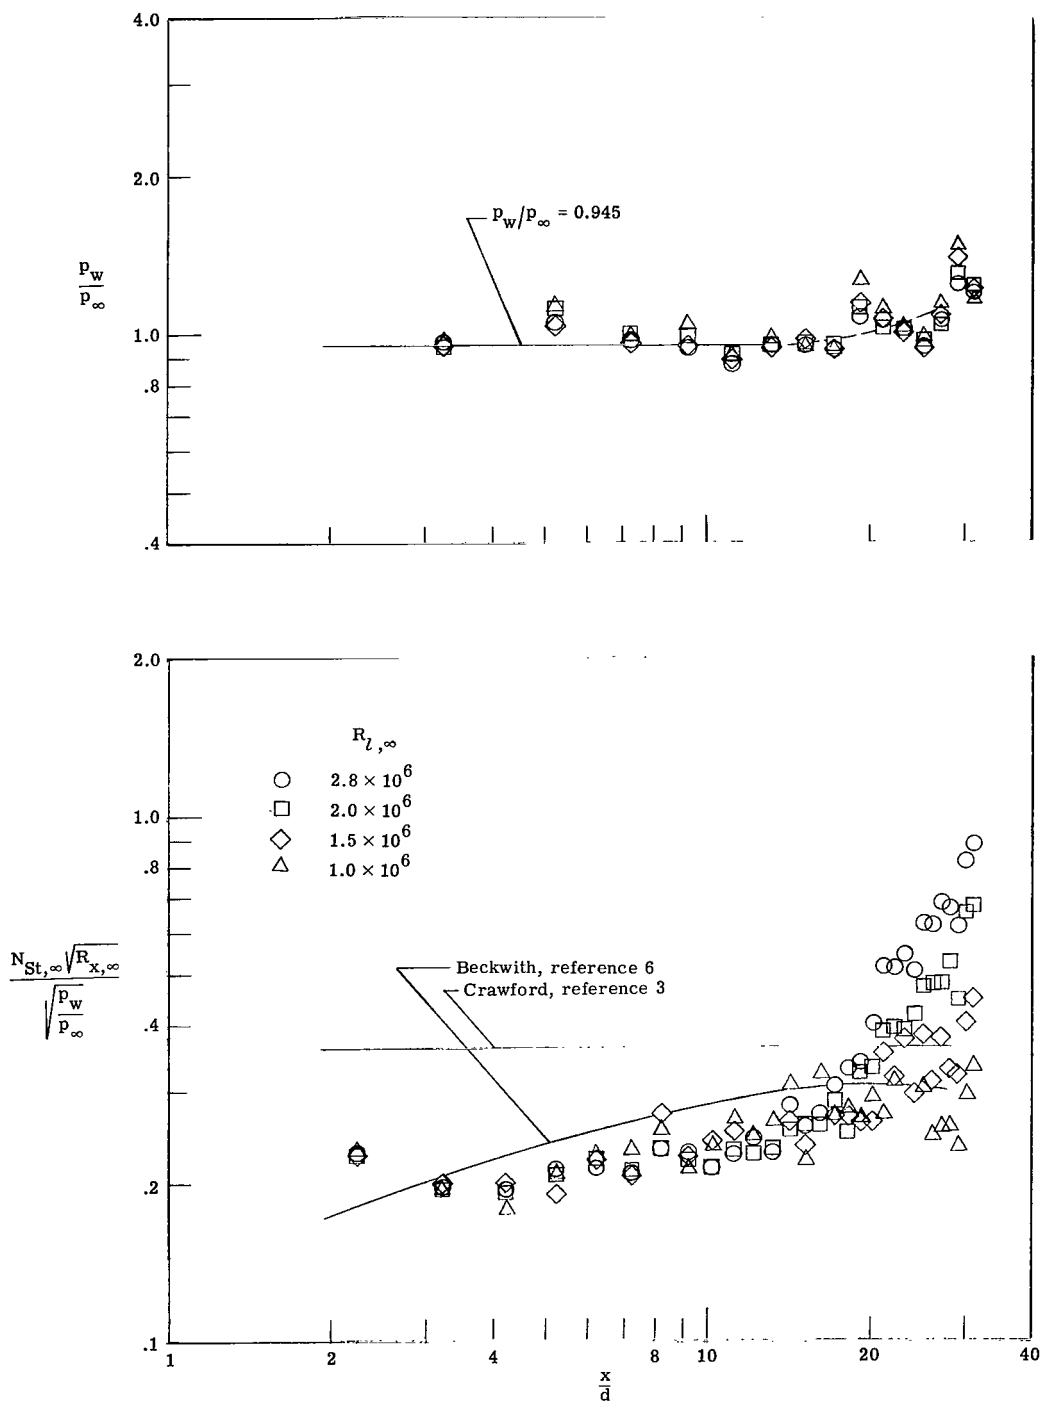 4.0
2.0
p_w/p_∞ = 0.945
p_w
p_∞
1.0
.8
.4
2.0
R_l,∞
2.8 × 10^6
2.0 × 10^6
1.0
1.5 × 10^6
.8
1.0 × 10^6
N_St,∞ √R_x,∞
√p_w
p_∞
Beckwith, reference 6
Crawford, reference 3
.4
.2
.1
1 2 4 8 10 20 40
x
d